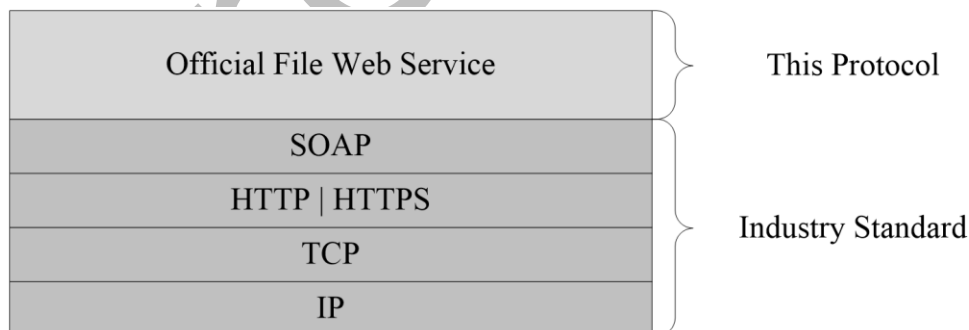 Official File Web Service
This Protocol
SOAP
HTTP | HTTPS
Industry Standard
TCP
IP